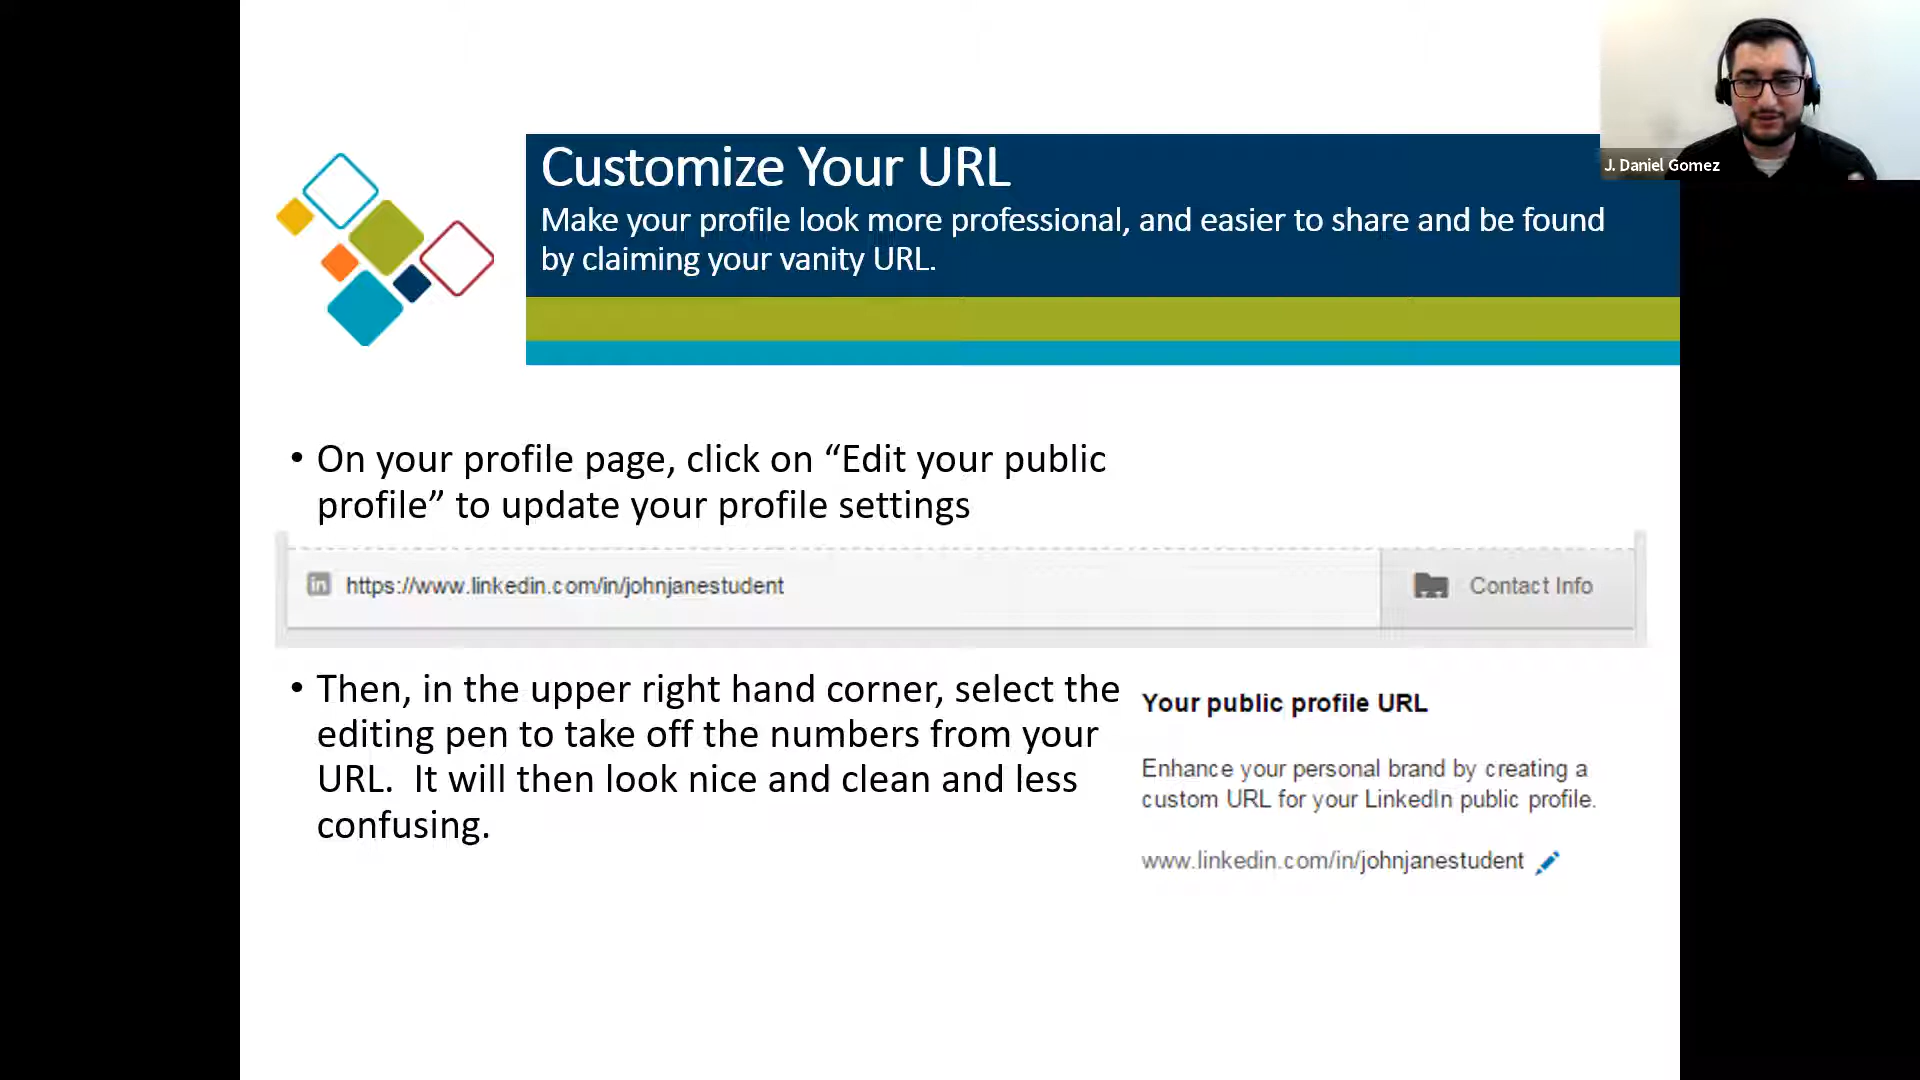 J. Daniel Gomez
Customize Your URL
Make your profile look more professional, and easier to share and be found
by claiming your vanity URL.
• On your profile page, click on “Edit your public
profile” to update your profile settings
in https://www.linkedin.com/in/johnjanestudent
Contact Info
• Then, in the upper right hand corner, select the
editing pen to take off the numbers from your
URL.  It will then look nice and clean and less
confusing.
Your public profile URL
Enhance your personal brand by creating a
custom URL for your LinkedIn public profile.
www.linkedin.com/in/johnjanestudent